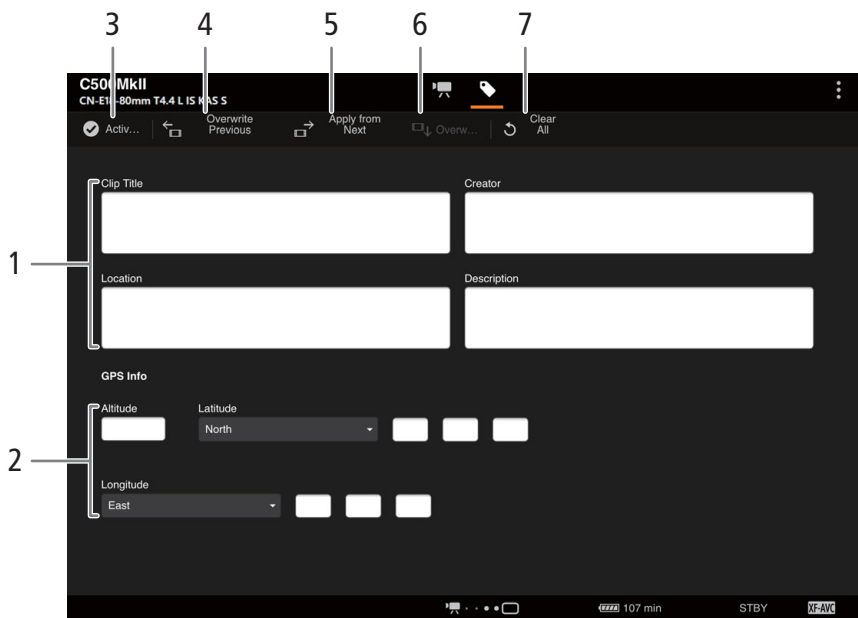 3 4 5 6 7
C500MkII
CN-E18-80mm T4.4 L IS KAS S
Activ... Overwrite Previous Apply from Next Overw... Clear All
Clip Title Creator
1
Location Description
GPS Info
Altitude Latitude
North
2
Longitude
East
107 min STBY XF-AVC